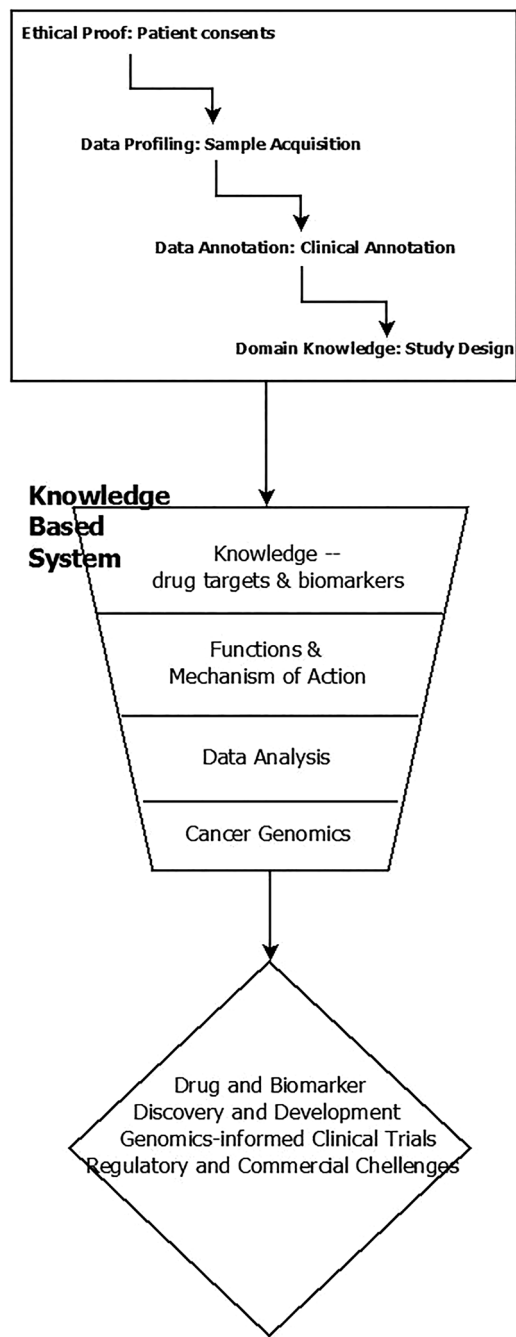 Ethical Proof: Patient consents
Data Profiling: Sample Acquisition
Data Annotation: Clinical Annotation
Domain Knowledge: Study Design
Knowledge
Based
System
Knowledge --
drug targets & biomarkers
Functions &
Mechanism of Action
Data Analysis
Cancer Genomics
Drug and Biomarker
Discovery and Development
Genomics-informed Clinical Trials
Regulatory and Commercial Chellenges